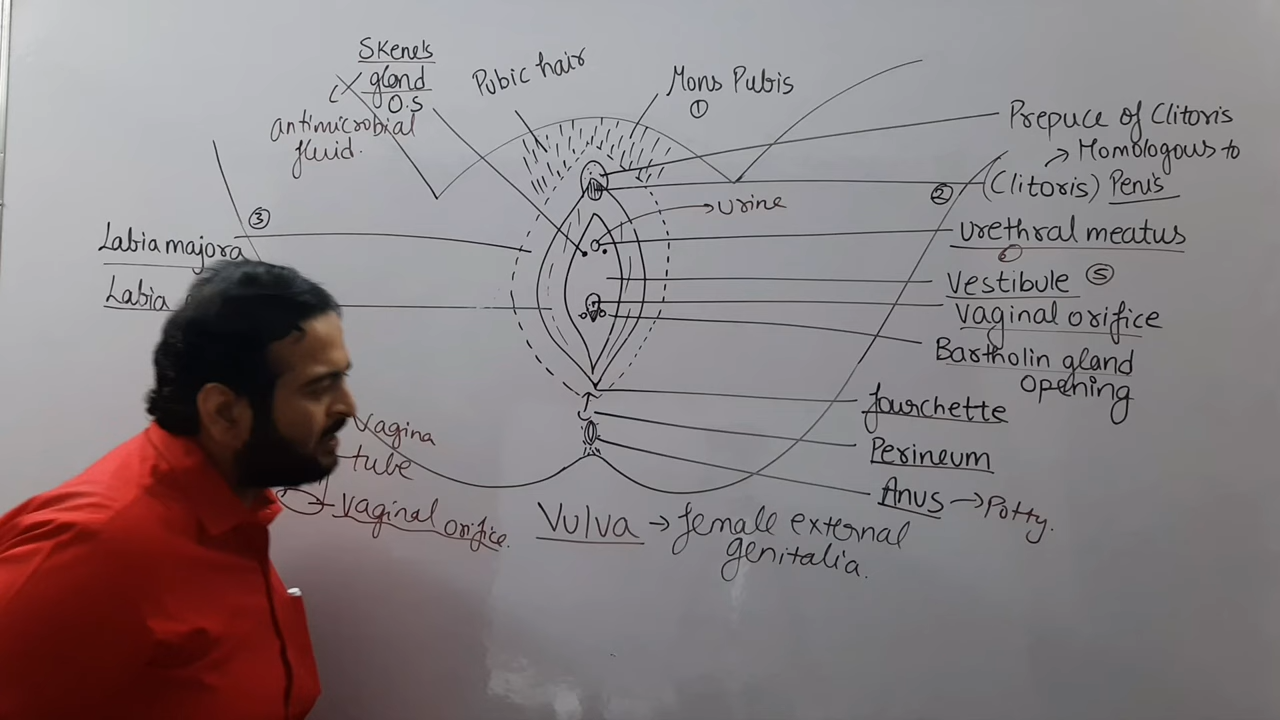 Skene's
gland
O.S
antimicrobial
fluid.
Pubic hair
Mons Pubis
①
Prepuce of Clitoris
→ Homologous to
② (Clitoris) Penis
→ Urine
urethral meatus
6
Vestibule ⑤
Vaginal orifice
Bartholin gland
opening
fourchette
Perineum
Anus → Potty.
③
Labia majora
Labia
Vagina
tube
Vaginal orifice.
Vulva → female external
genitalia.